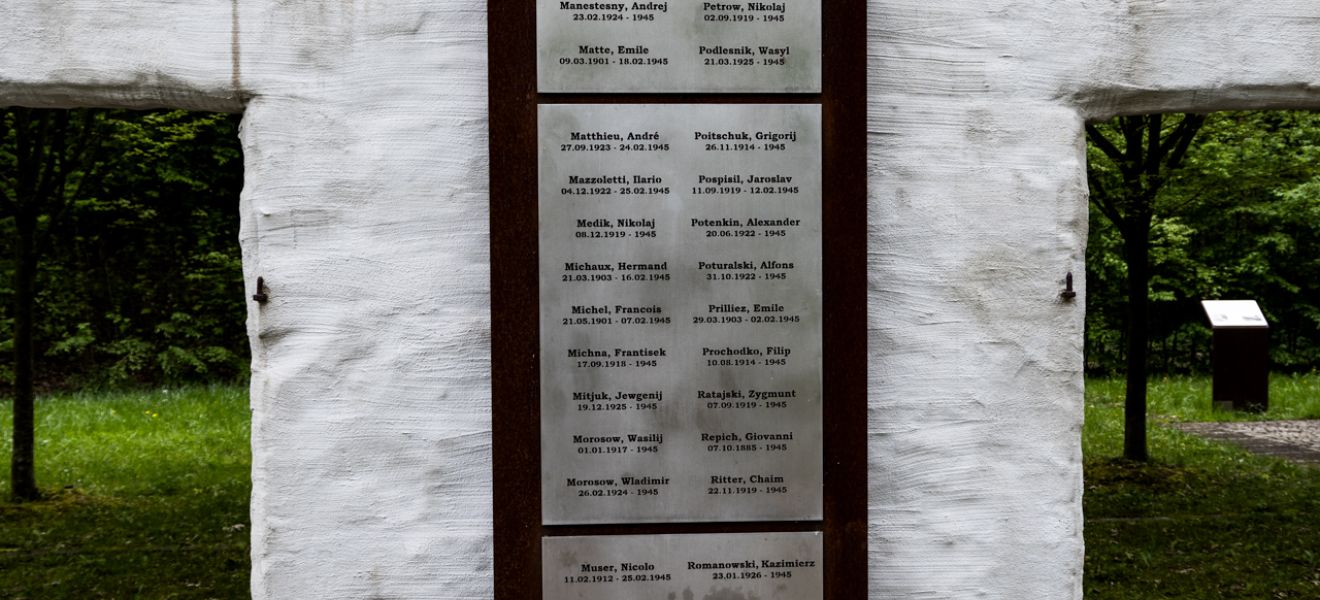 Manestesny, Andrej
23.02.1924 - 1945
Matte, Emile
09.03.1901 - 18.02.1945
Petrow, Nikolaj
02.09.1919 - 1945
Podlesnik, Wasyl
21.03.1925 - 1945
Matthieu, André
27.09.1923 - 24.02.1945
Mazzoletti, Ilario
04.12.1922 - 25.02.1945
Medik, Nikolaj
08.12.1919 - 1945
Michaux, Hermand
21.03.1903 - 16.02.1945
Michel, Francois
21.05.1901 - 07.02.1945
Michna, Frantisek
17.09.1918 - 1945
Mitjuk, Jewgenij
19.12.1925 - 1945
Morosow, Wasilij
01.01.1917 - 1945
Morosow, Wladimir
26.02.1924 - 1945
Poitschuk, Grigorij
26.11.1914 - 1945
Pospisil, Jaroslav
11.09.1919 - 12.02.1945
Potenkin, Alexander
20.06.1922 - 1945
Poturalski, Alfons
31.10.1922 - 1945
Prilliez, Emile
29.03.1903 - 02.02.1945
Prochodko, Filip
10.08.1914 - 1945
Ratajski, Zygmunt
07.09.1919 - 1945
Repich, Giovanni
07.10.1885 - 1945
Ritter, Chaim
22.11.1919 - 1945
Muser, Nicolo
11.02.1912 - 25.02.1945
Romanowski, Kazimierz
23.01.1926 - 1945